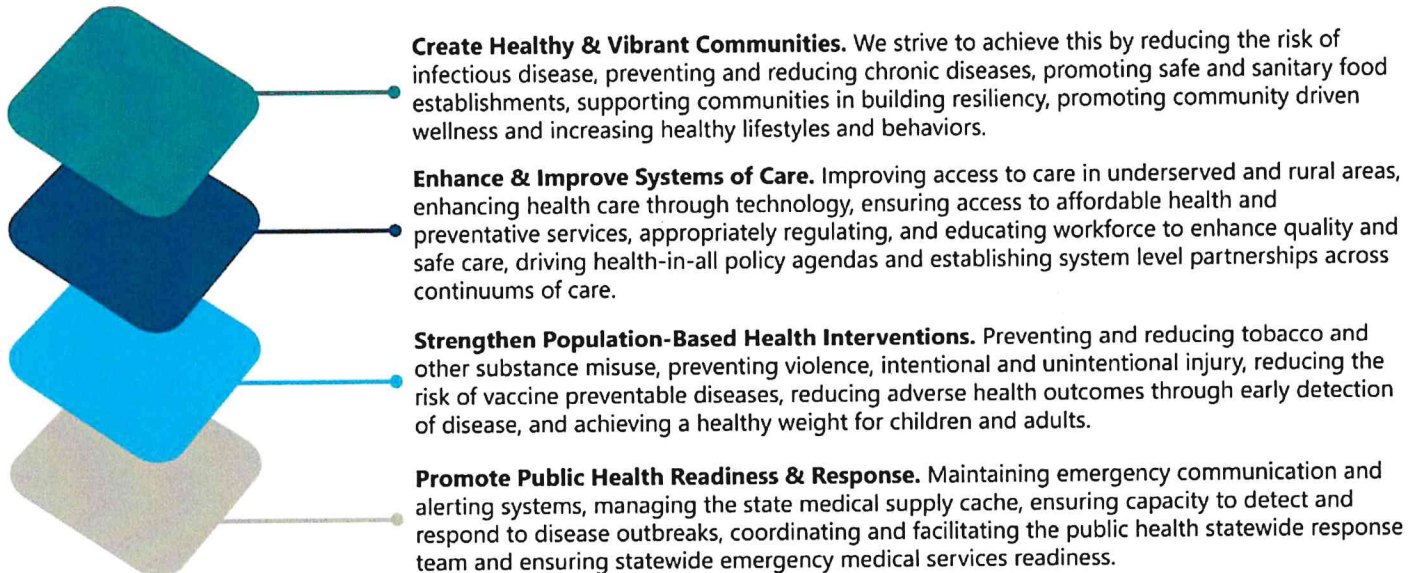 Create Healthy & Vibrant Communities. We strive to achieve this by reducing the risk of
infectious disease, preventing and reducing chronic diseases, promoting safe and sanitary food
establishments, supporting communities in building resiliency, promoting community driven
wellness and increasing healthy lifestyles and behaviors.
Enhance & Improve Systems of Care. Improving access to care in underserved and rural areas,
enhancing health care through technology, ensuring access to affordable health and
preventative services, appropriately regulating, and educating workforce to enhance quality and
safe care, driving health-in-all policy agendas and establishing system level partnerships across
continuums of care.
Strengthen Population-Based Health Interventions. Preventing and reducing tobacco and
other substance misuse, preventing violence, intentional and unintentional injury, reducing the
risk of vaccine preventable diseases, reducing adverse health outcomes through early detection
of disease, and achieving a healthy weight for children and adults.
Promote Public Health Readiness & Response. Maintaining emergency communication and
alerting systems, managing the state medical supply cache, ensuring capacity to detect and
respond to disease outbreaks, coordinating and facilitating the public health statewide response
team and ensuring statewide emergency medical services readiness.